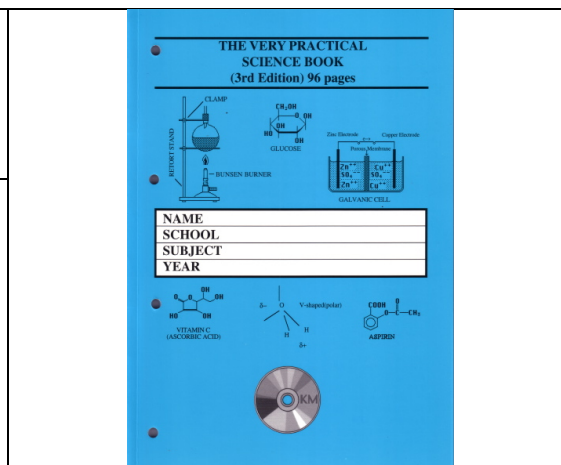 THE VERY PRACTICAL
SCIENCE BOOK
(3rd Edition) 96 pages
CLAMP
RETORT STAND
BUNSEN BURNER
CH₂OH
O
OH
OH
HO
OH
GLUCOSE
Zinc Electrode
Copper Electrode
Porous Membrane
Zn⁺⁺
Cu⁺⁺
SO₄⁻⁻
SO₄⁻⁻
Zn⁺⁺
Cu⁺⁺
GALVANIC CELL
NAME
SCHOOL
SUBJECT
YEAR
OH
O
O
OH
HO
OH
VITAMIN C
(ASCORBIC ACID)
δ−
O
V-shaped(polar)
H
H
δ+
COOH
O
O-C-CH₃
ASPIRIN
KM